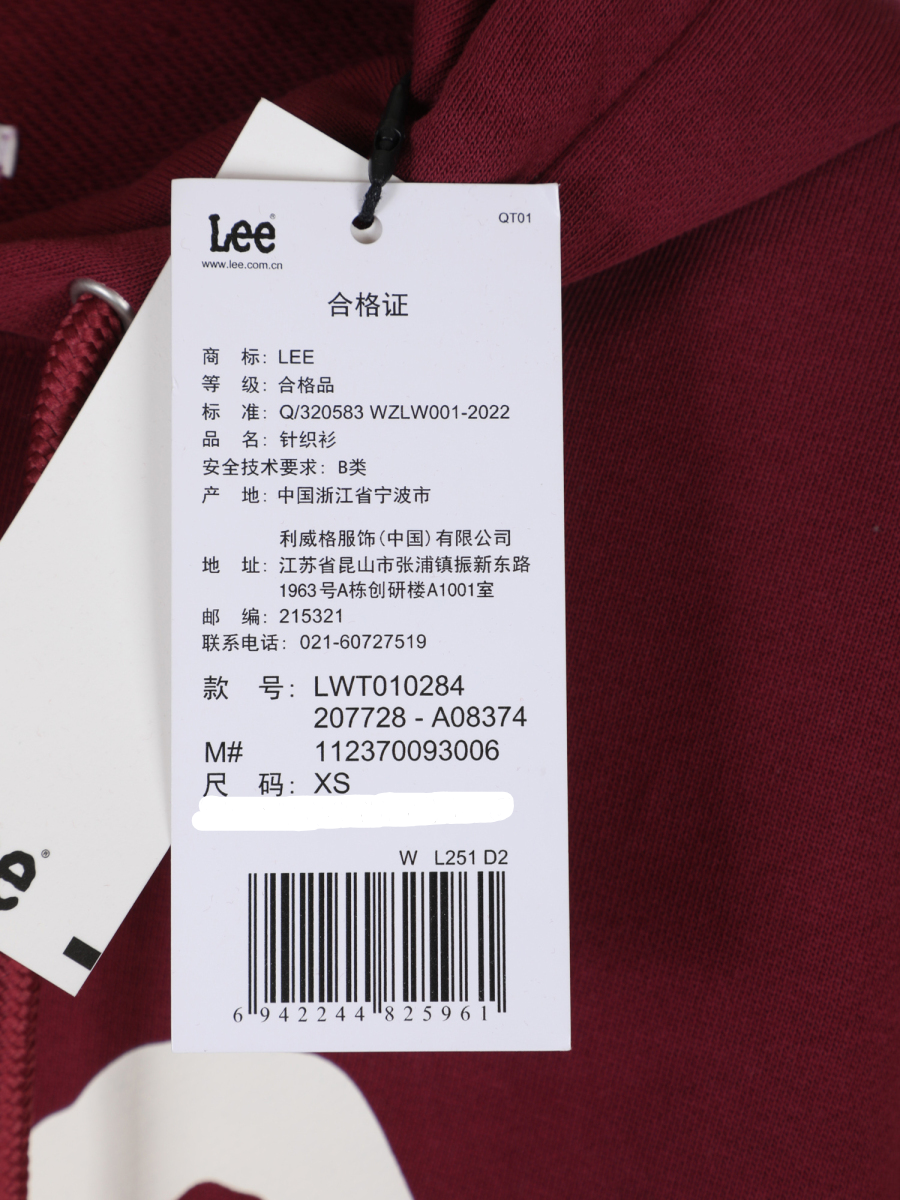 Lee®
www.lee.com.cn
QT01
合格证
商 标: LEE
等 级: 合格品
标 准: Q/320583 WZLW001-2022
品 名: 针织衫
安全技术要求: B类
产 地: 中国浙江省宁波市
利威格服饰(中国)有限公司
地 址: 江苏省昆山市张浦镇振新东路
1963号A栋创研楼A1001室
邮 编: 215321
联系电话: 021-60727519
款 号: LWT010284
207728 - A08374
M# 112370093006
尺 码: XS
W L251 D2
6 942244 825961